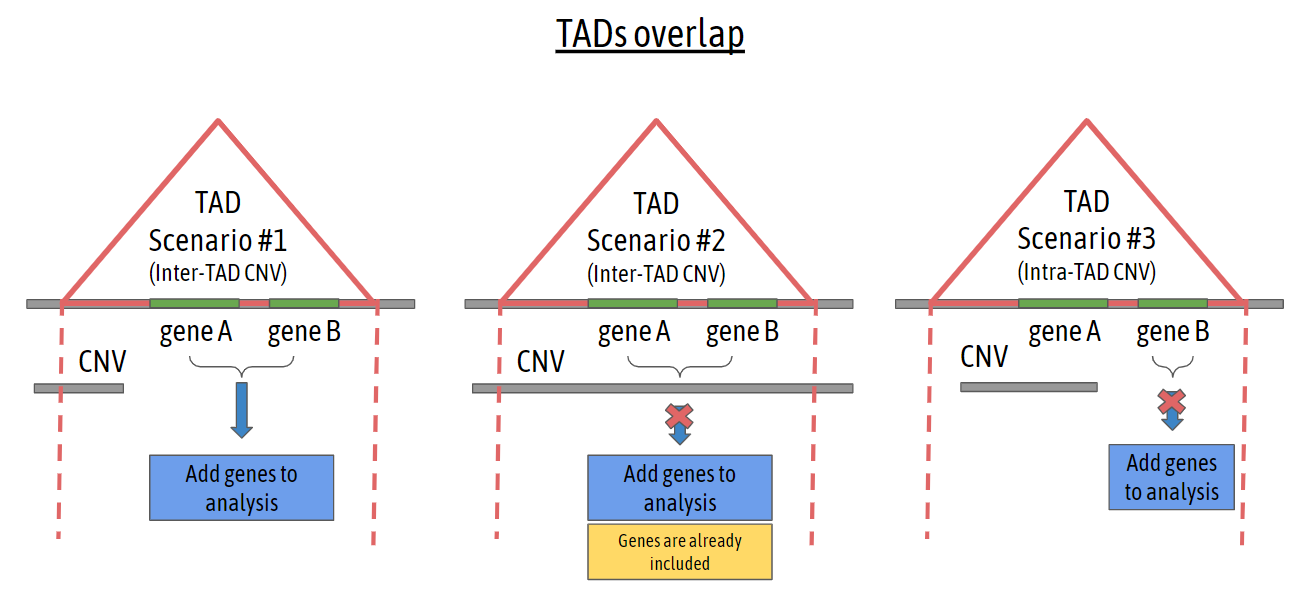 TADs overlap
TAD
Scenario #1
(Inter-TAD CNV)
gene A
gene B
CNV
Add genes to
analysis
TAD
Scenario #2
(Inter-TAD CNV)
gene A
gene B
CNV
Add genes to
analysis
Genes are already
included
TAD
Scenario #3
(Intra-TAD CNV)
gene A
gene B
CNV
Add genes
to analysis